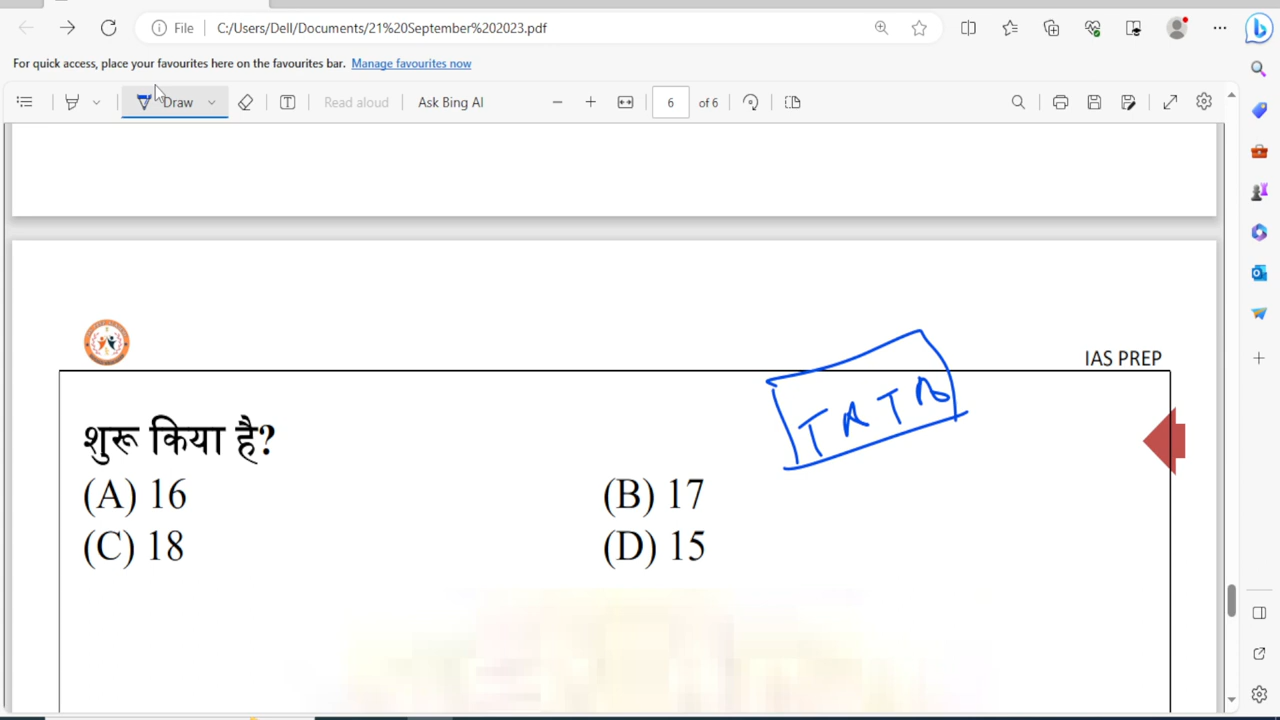 File C:/Users/Dell/Documents/21%20September%202023.pdf
For quick access, place your favourites here on the favourites bar. Manage favourites now
Draw Read aloud Ask Bing AI 6 of 6
IAS PREP
TATA
शुरू किया है?
(A) 16 (B) 17
(C) 18 (D) 15